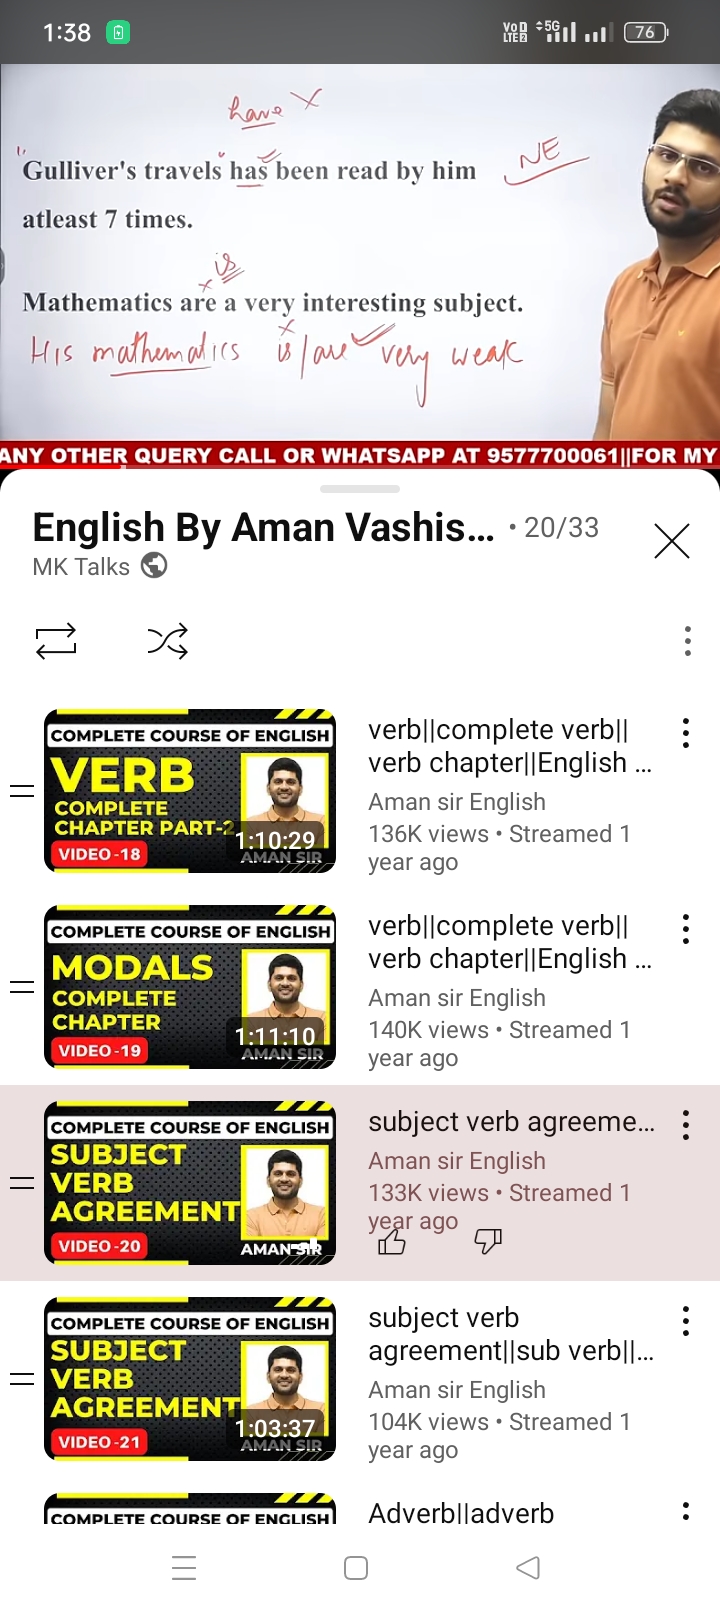 1:38
Vo D
LTE 2
5G
76
have X
"Gulliver's travels" has been read by him
NE
atleast 7 times.
is
x
Mathematics are a very interesting subject.
x
His mathematics is/are very weak
ANY OTHER QUERY CALL OR WHATSAPP AT 9577700061||FOR MY
English By Aman Vashis... • 20/33
MK Talks
COMPLETE COURSE OF ENGLISH
VERB
COMPLETE
CHAPTER PART-2
VIDEO -18
1:10:29
AMAN SIR
verb||complete verb||
verb chapter||English ...
Aman sir English
136K views • Streamed 1
year ago
COMPLETE COURSE OF ENGLISH
MODALS
COMPLETE
CHAPTER
VIDEO -19
1:11:10
AMAN SIR
verb||complete verb||
verb chapter||English ...
Aman sir English
140K views • Streamed 1
year ago
COMPLETE COURSE OF ENGLISH
SUBJECT
VERB
AGREEMENT
VIDEO -20
AMAN SIR
subject verb agreeme...
Aman sir English
133K views • Streamed 1
year ago
COMPLETE COURSE OF ENGLISH
SUBJECT
VERB
AGREEMENT
VIDEO -21
1:03:37
AMAN SIR
subject verb
agreement||sub verb||...
Aman sir English
104K views • Streamed 1
year ago
COMPLETE COURSE OF ENGLISH
Adverb||adverb